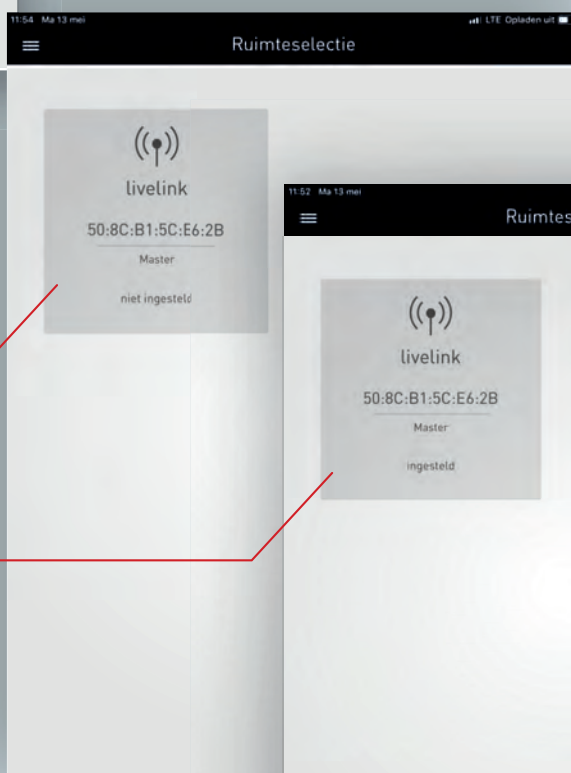 11:54 Ma 13 mei
LTE Opladen uit
Ruimteselectie
livelink
50:8C:B1:5C:E6:2B
Master
niet ingesteld
11:52 Ma 13 mei
Ruimtes
livelink
50:8C:B1:5C:E6:2B
Master
ingesteld